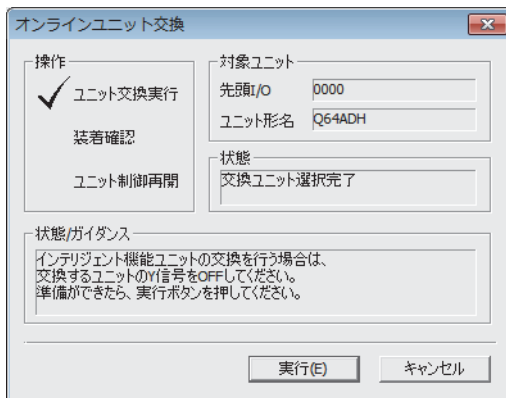 オンラインユニット交換
操作
ユニット交換実行
装着確認
ユニット制御再開
対象ユニット
先頭I/O 0000
ユニット形名 Q64ADH
状態
交換ユニット選択完了
状態/ガイダンス
インテリジェント機能ユニットの交換を行う場合は、
交換するユニットのY信号をOFFしてください。
準備ができたら、実行ボタンを押してください。
実行(E) キャンセル